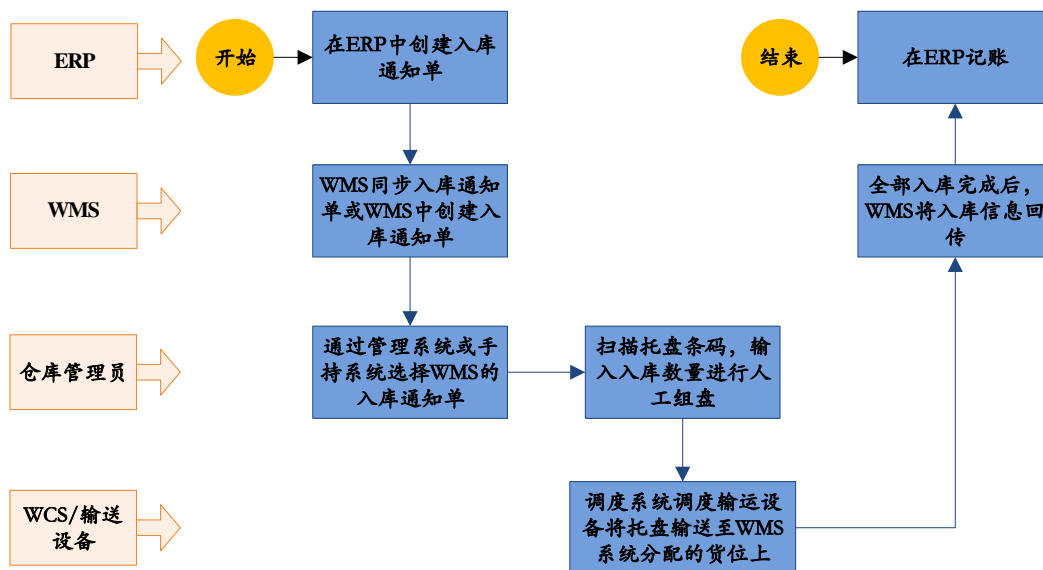 ERP
开始
在ERP中创建入库
通知单
结束
在ERP记账
WMS
WMS同步入库通知
单或WMS中创建入
库通知单
全部入库完成后，
WMS将入库信息回
传
仓库管理员
通过管理系统或手
持系统选择WMS的
入库通知单
扫描托盘条码，输
入入库数量进行人
工组盘
WCS/输送
设备
调度系统调度输运设
备将托盘输送至WMS
系统分配的货位上